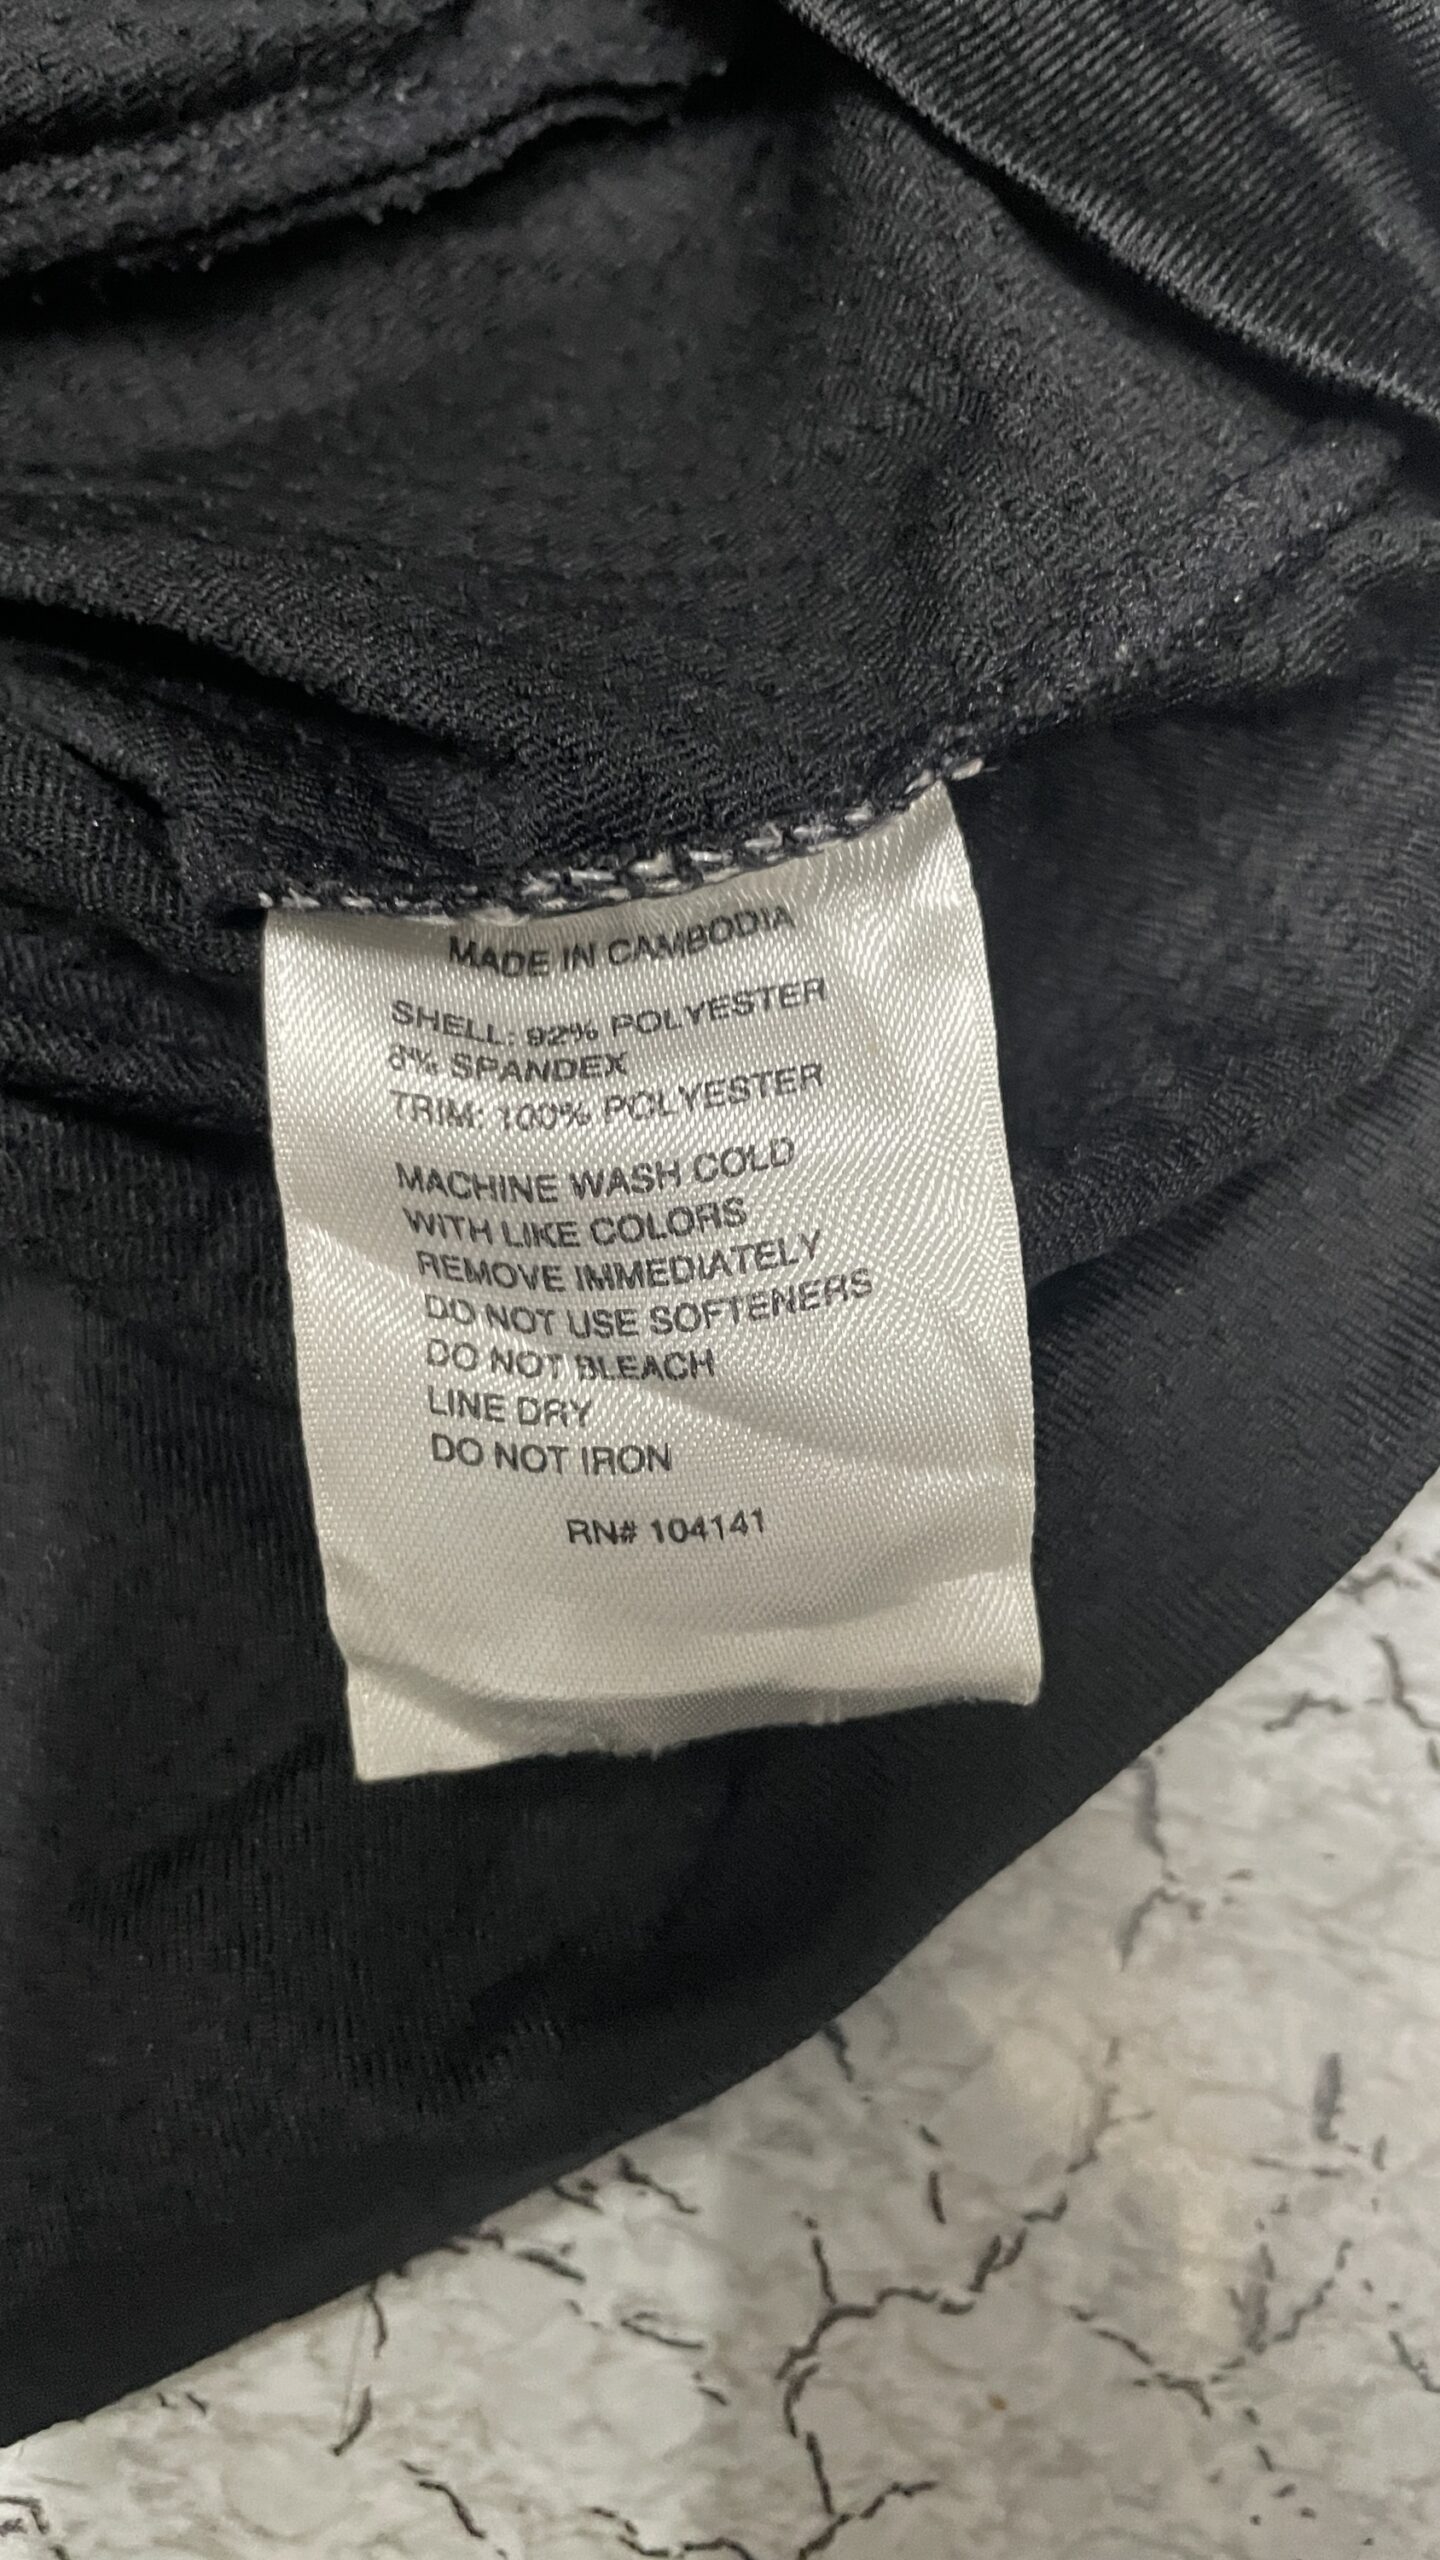 MADE IN CAMBODIA
SHELL: 92% POLYESTER
8% SPANDEX
TRIM: 100% POLYESTER
MACHINE WASH COLD
WITH LIKE COLORS
REMOVE IMMEDIATELY
DO NOT USE SOFTENERS
DO NOT BLEACH
LINE DRY
DO NOT IRON
RN# 104141